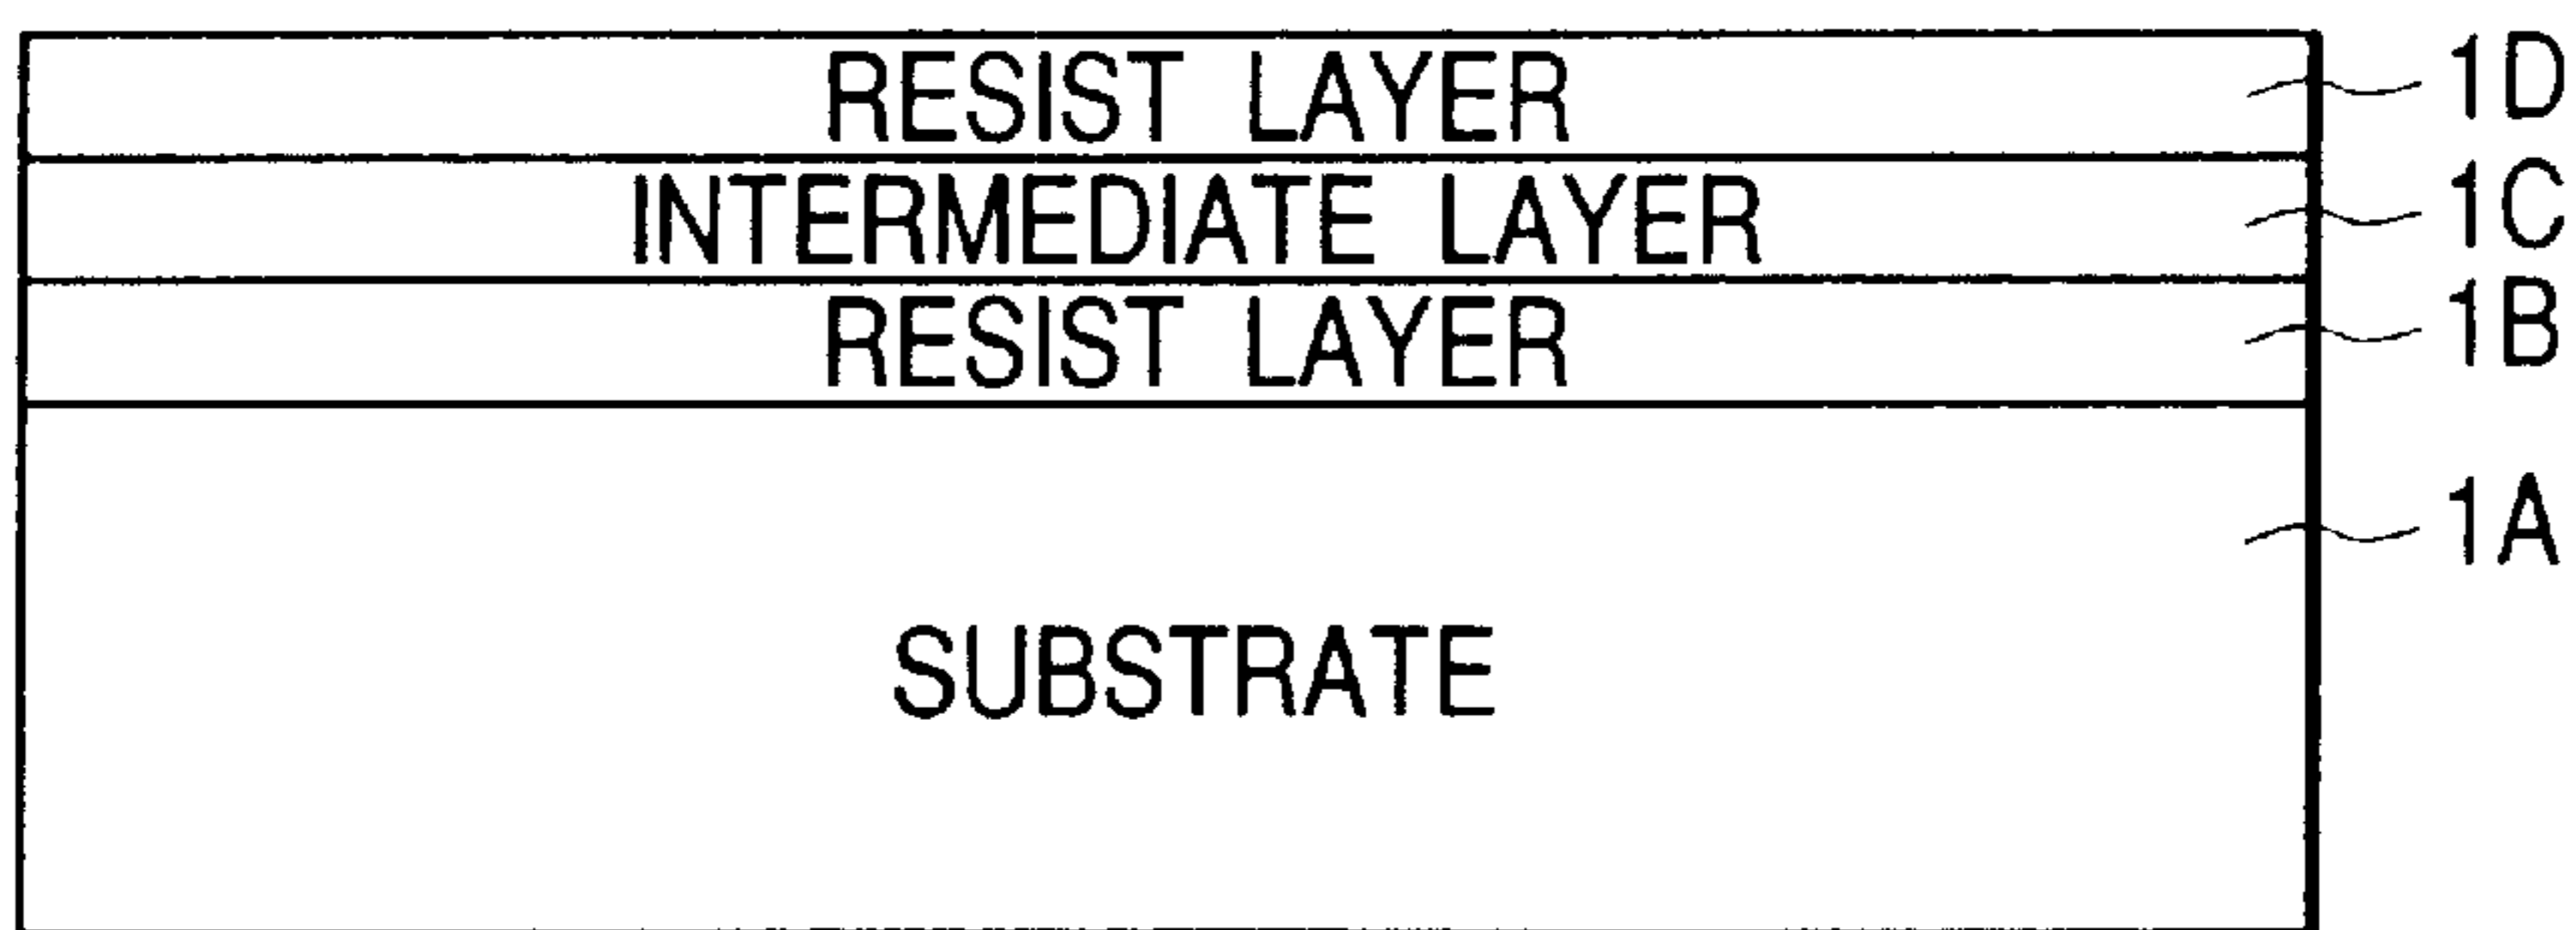 RESIST LAYER 1D
INTERMEDIATE LAYER 1C
RESIST LAYER 1B
1A
SUBSTRATE